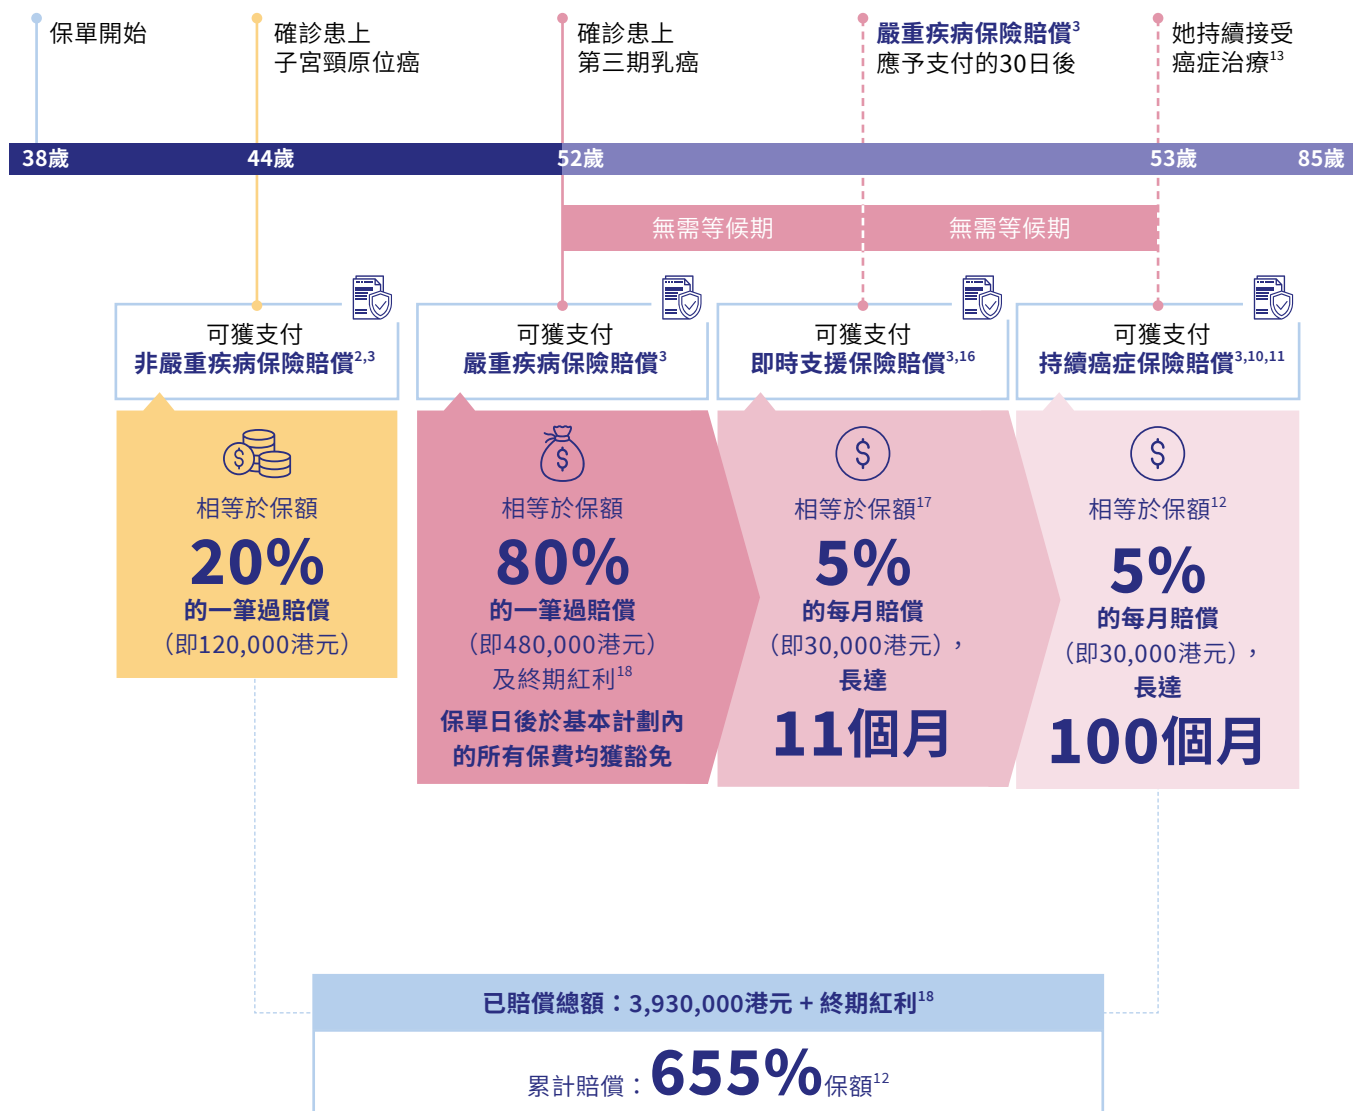 保單開始
確診患上
子宮頸原位癌
確診患上
第三期乳癌
嚴重疾病保險賠償3
應予支付的30日後
她持續接受
癌症治療13
38歲
44歲
52歲
53歲
85歲
無需等候期
無需等候期
可獲支付
非嚴重疾病保險賠償2,3
可獲支付
嚴重疾病保險賠償3
可獲支付
即時支援保險賠償3,16
可獲支付
持續癌症保險賠償3,10,11
相等於保額
20%
的一筆過賠償
（即120,000港元）
相等於保額
80%
的一筆過賠償
（即480,000港元）
及終期紅利18
保單日後於基本計劃內
的所有保費均獲豁免
相等於保額17
5%
的每月賠償
（即30,000港元），
長達
11個月
相等於保額12
5%
的每月賠償
（即30,000港元），
長達
100個月
已賠償總額：3,930,000港元 + 終期紅利18
累計賠償：655%保額12